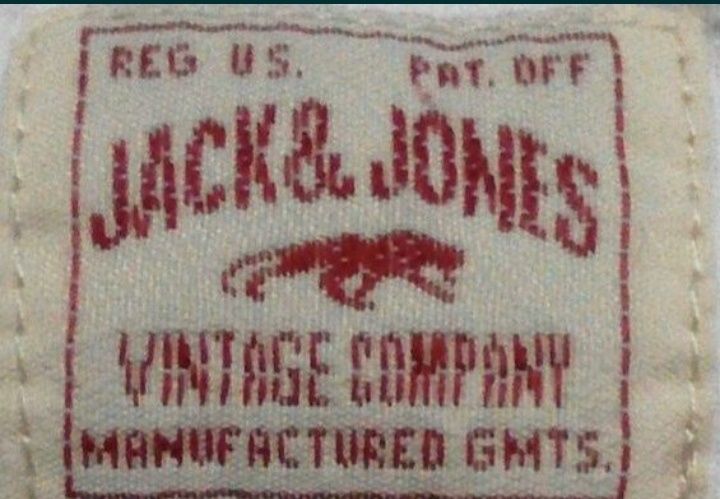 REG US. PAT. OFF
JACK & JONES
VINTAGE COMPANY
MANUFACTURED GMTS.